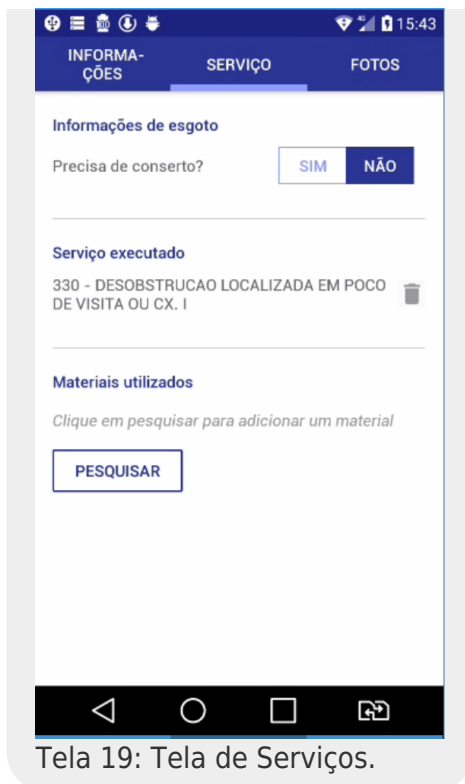 15:43
INFORMA-
ÇÕES
SERVIÇO
FOTOS
Informações de esgoto
Precisa de conserto?
SIM
NÃO
Serviço executado
330 - DESOBSTRUCAO LOCALIZADA EM POCO
DE VISITA OU CX. I
Materiais utilizados
Clique em pesquisar para adicionar um material
PESQUISAR
Tela 19: Tela de Serviços.